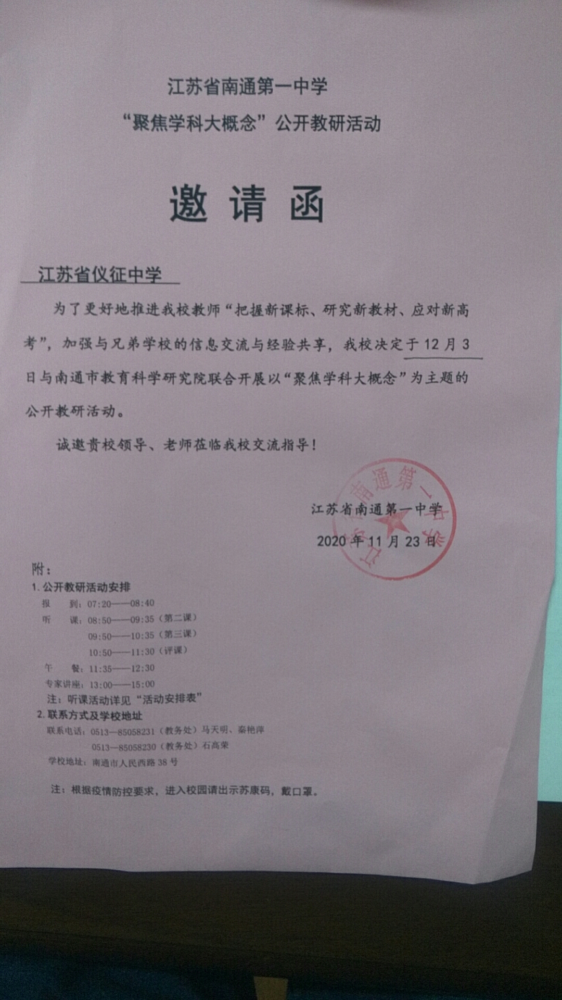 江苏省南通第一中学
“聚焦学科大概念”公开教研活动
邀 请 函
江苏省仪征中学
为了更好地推进我校教师“把握新课标、研究新教材、应对新高
考”，加强与兄弟学校的信息交流与经验共享，我校决定于 12 月 3
日与南通市教育科学研究院联合开展以“聚焦学科大概念”为主题的
公开教研活动。
诚邀贵校领导、老师莅临我校交流指导！
江苏省南通第一中学
江苏省南通第一中学
2020 年 11 月 23 日
附：
1. 公开教研活动安排
报 到：07:20——08:40
听 课：08:50——09:35（第二课）
09:50——10:35（第三课）
10:50——11:30（评课）
午 餐：11:35——12:30
专家讲座：13:00——15:00
注：听课活动详见“活动安排表”
2. 联系方式及学校地址
联系电话：0513—85058231（教务处）马天明、秦艳萍
0513—85058230（教务处）石高荣
学校地址：南通市人民西路 38 号
注：根据疫情防控要求，进入校园请出示苏康码，戴口罩。